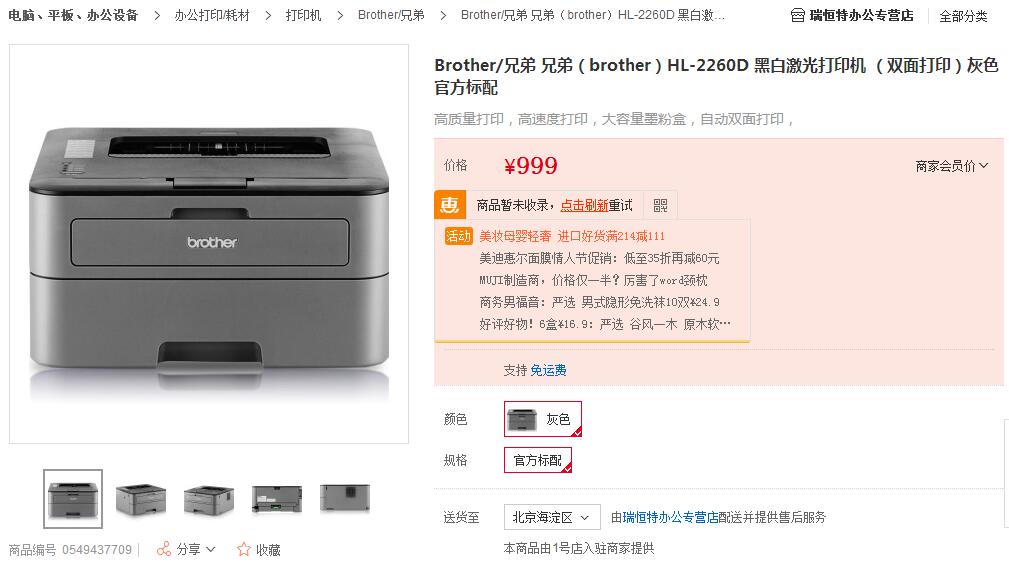 电脑、平板、办公设备 > 办公打印/耗材 > 打印机 > Brother/兄弟 > Brother/兄弟 兄弟（brother）HL-2260D 黑白激...
瑞恒特办公专营店 全部分类
Brother/兄弟 兄弟（brother）HL-2260D 黑白激光打印机 （双面打印）灰色
官方标配
高质量打印，高速度打印，大容量墨粉盒，自动双面打印，
价格 ¥999 商家会员价
惠 商品暂未收录，点击刷新重试
活动 美妆母婴轻奢 进口好货满214减111
美迪惠尔面膜情人节促销：低至35折再减60元
MUJI制造商，价格仅一半？厉害了word颈枕
商务男福音：严选 男式隐形免洗袜10双¥24.9
好评好物！6盒¥16.9：严选 谷风一木 原木软…
支持 免运费
brother
颜色 灰色
规格 官方标配
送货至 北京海淀区 由瑞恒特办公专营店配送并提供售后服务
本商品由1号店入驻商家提供
商品编号 0549437709 分享 收藏